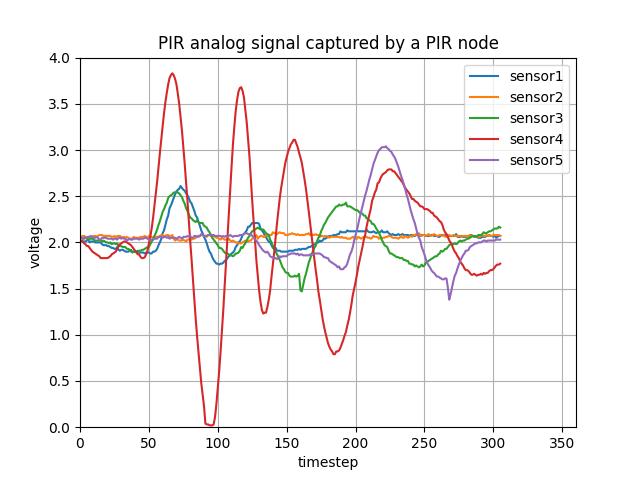 PIR analog signal captured by a PIR node
4.0
3.5
3.0
2.5
2.0
1.5
1.0
0.5
0.0
voltage
0 50 100 150 200 250 300 350
timestep
sensor1
sensor2
sensor3
sensor4
sensor5